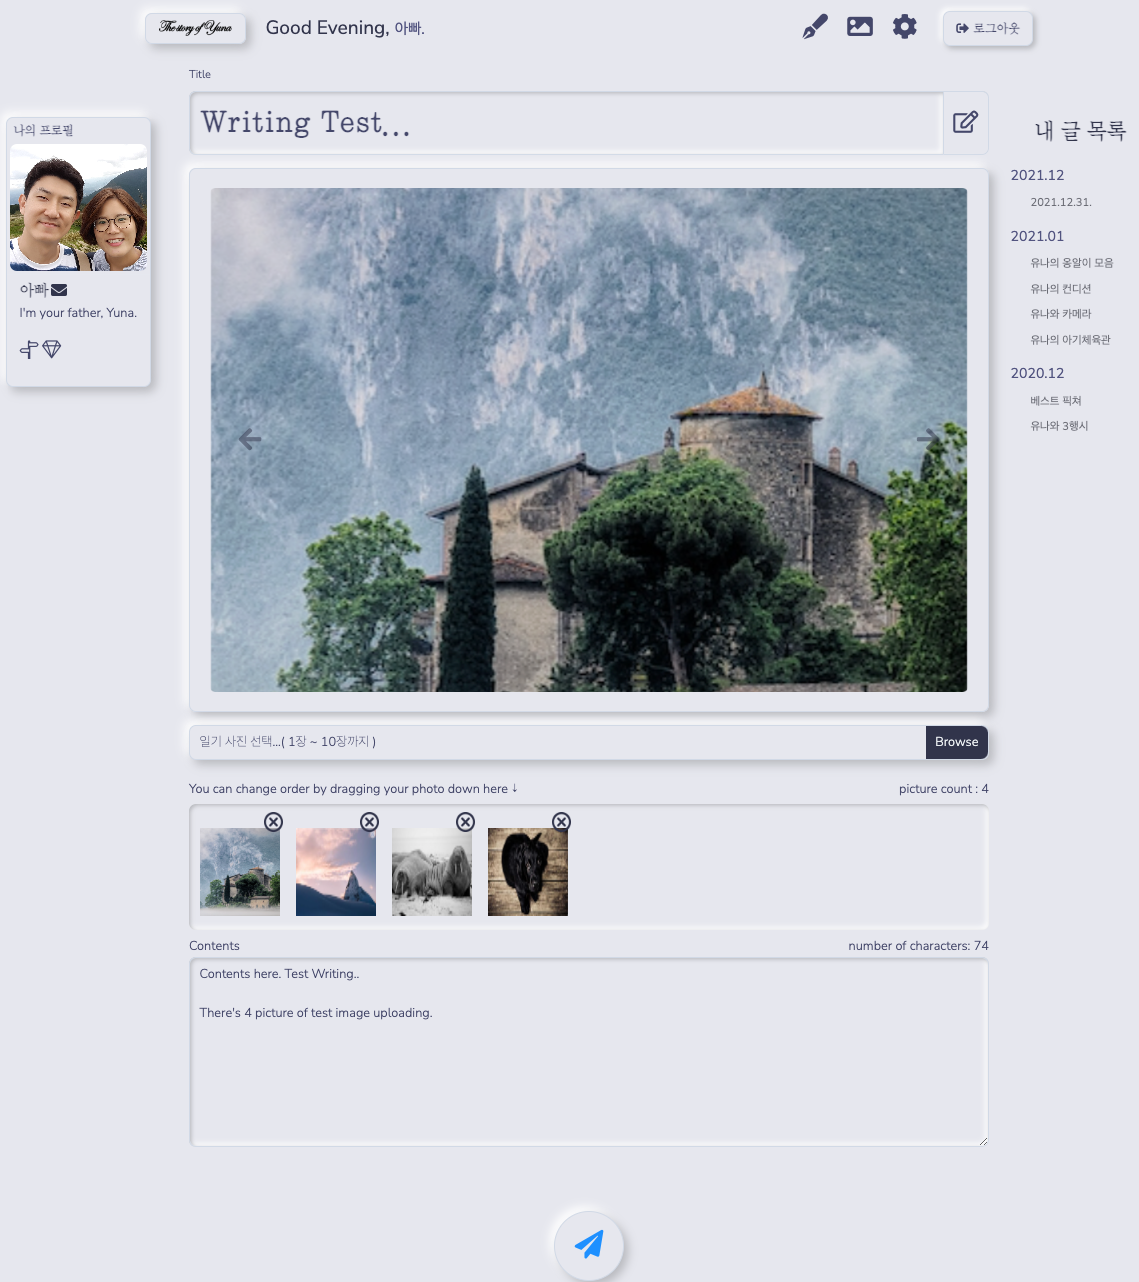 The story of Yuna
Good Evening, 아빠.
로그아웃
Title
Writing Test...
나의 프로필
아빠
I'm your father, Yuna.
내 글 목록
2021.12
2021.12.31.
2021.01
유나의 옹알이 모음
유나의 컨디션
유나와 카메라
유나의 아기체육관
2020.12
베스트 픽쳐
유나와 3행시
일기 사진 선택...( 1장 ~ 10장까지 )
Browse
You can change order by dragging your photo down here ↓
picture count : 4
Contents
number of characters: 74
Contents here. Test Writing..
There's 4 picture of test image uploading.